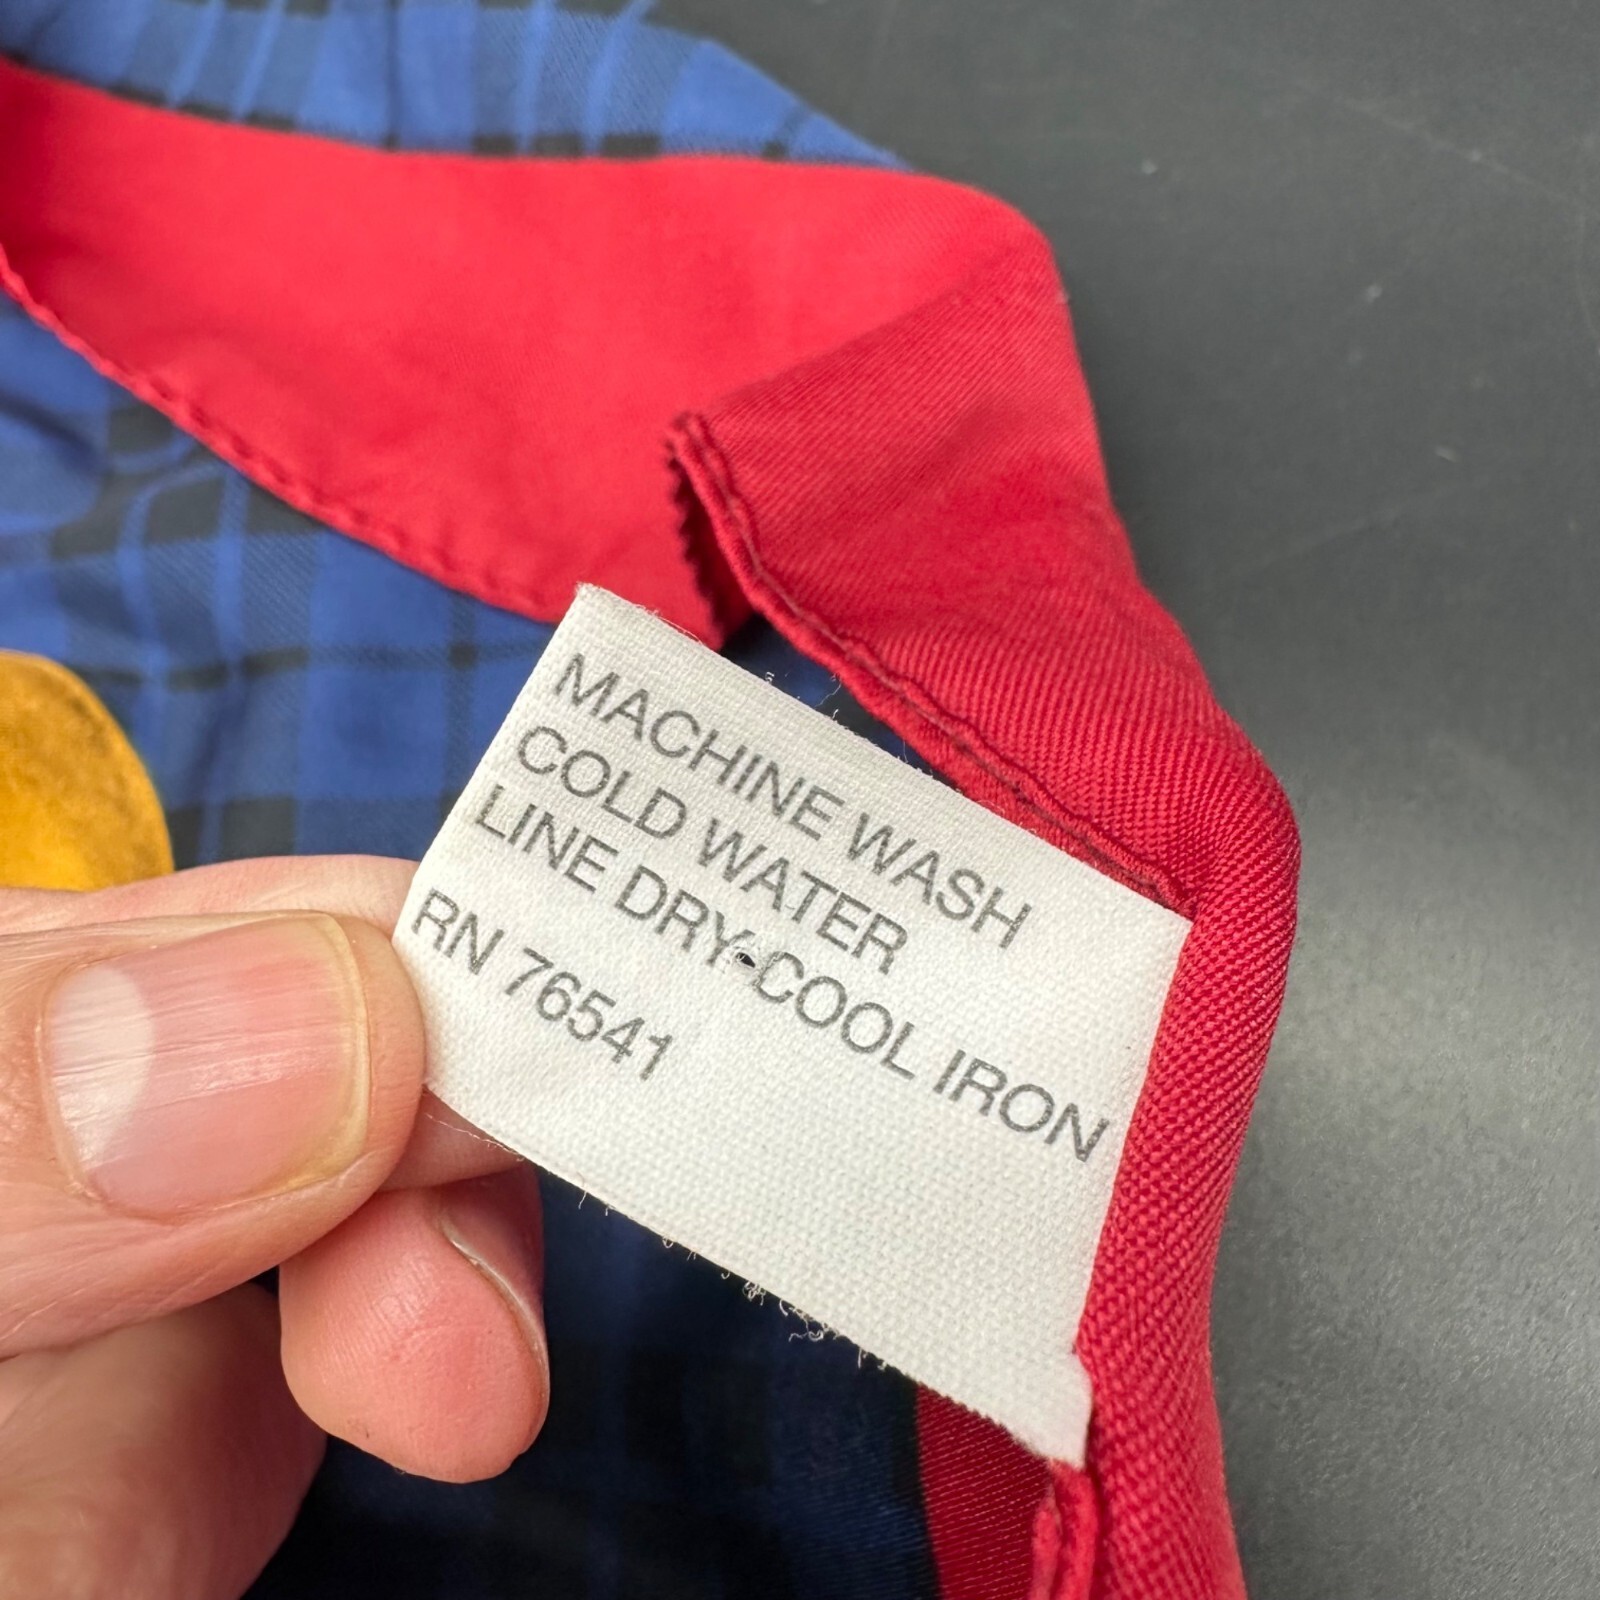 MACHINE WASH
COLD WATER
LINE DRY-COOL IRON
RN 76541